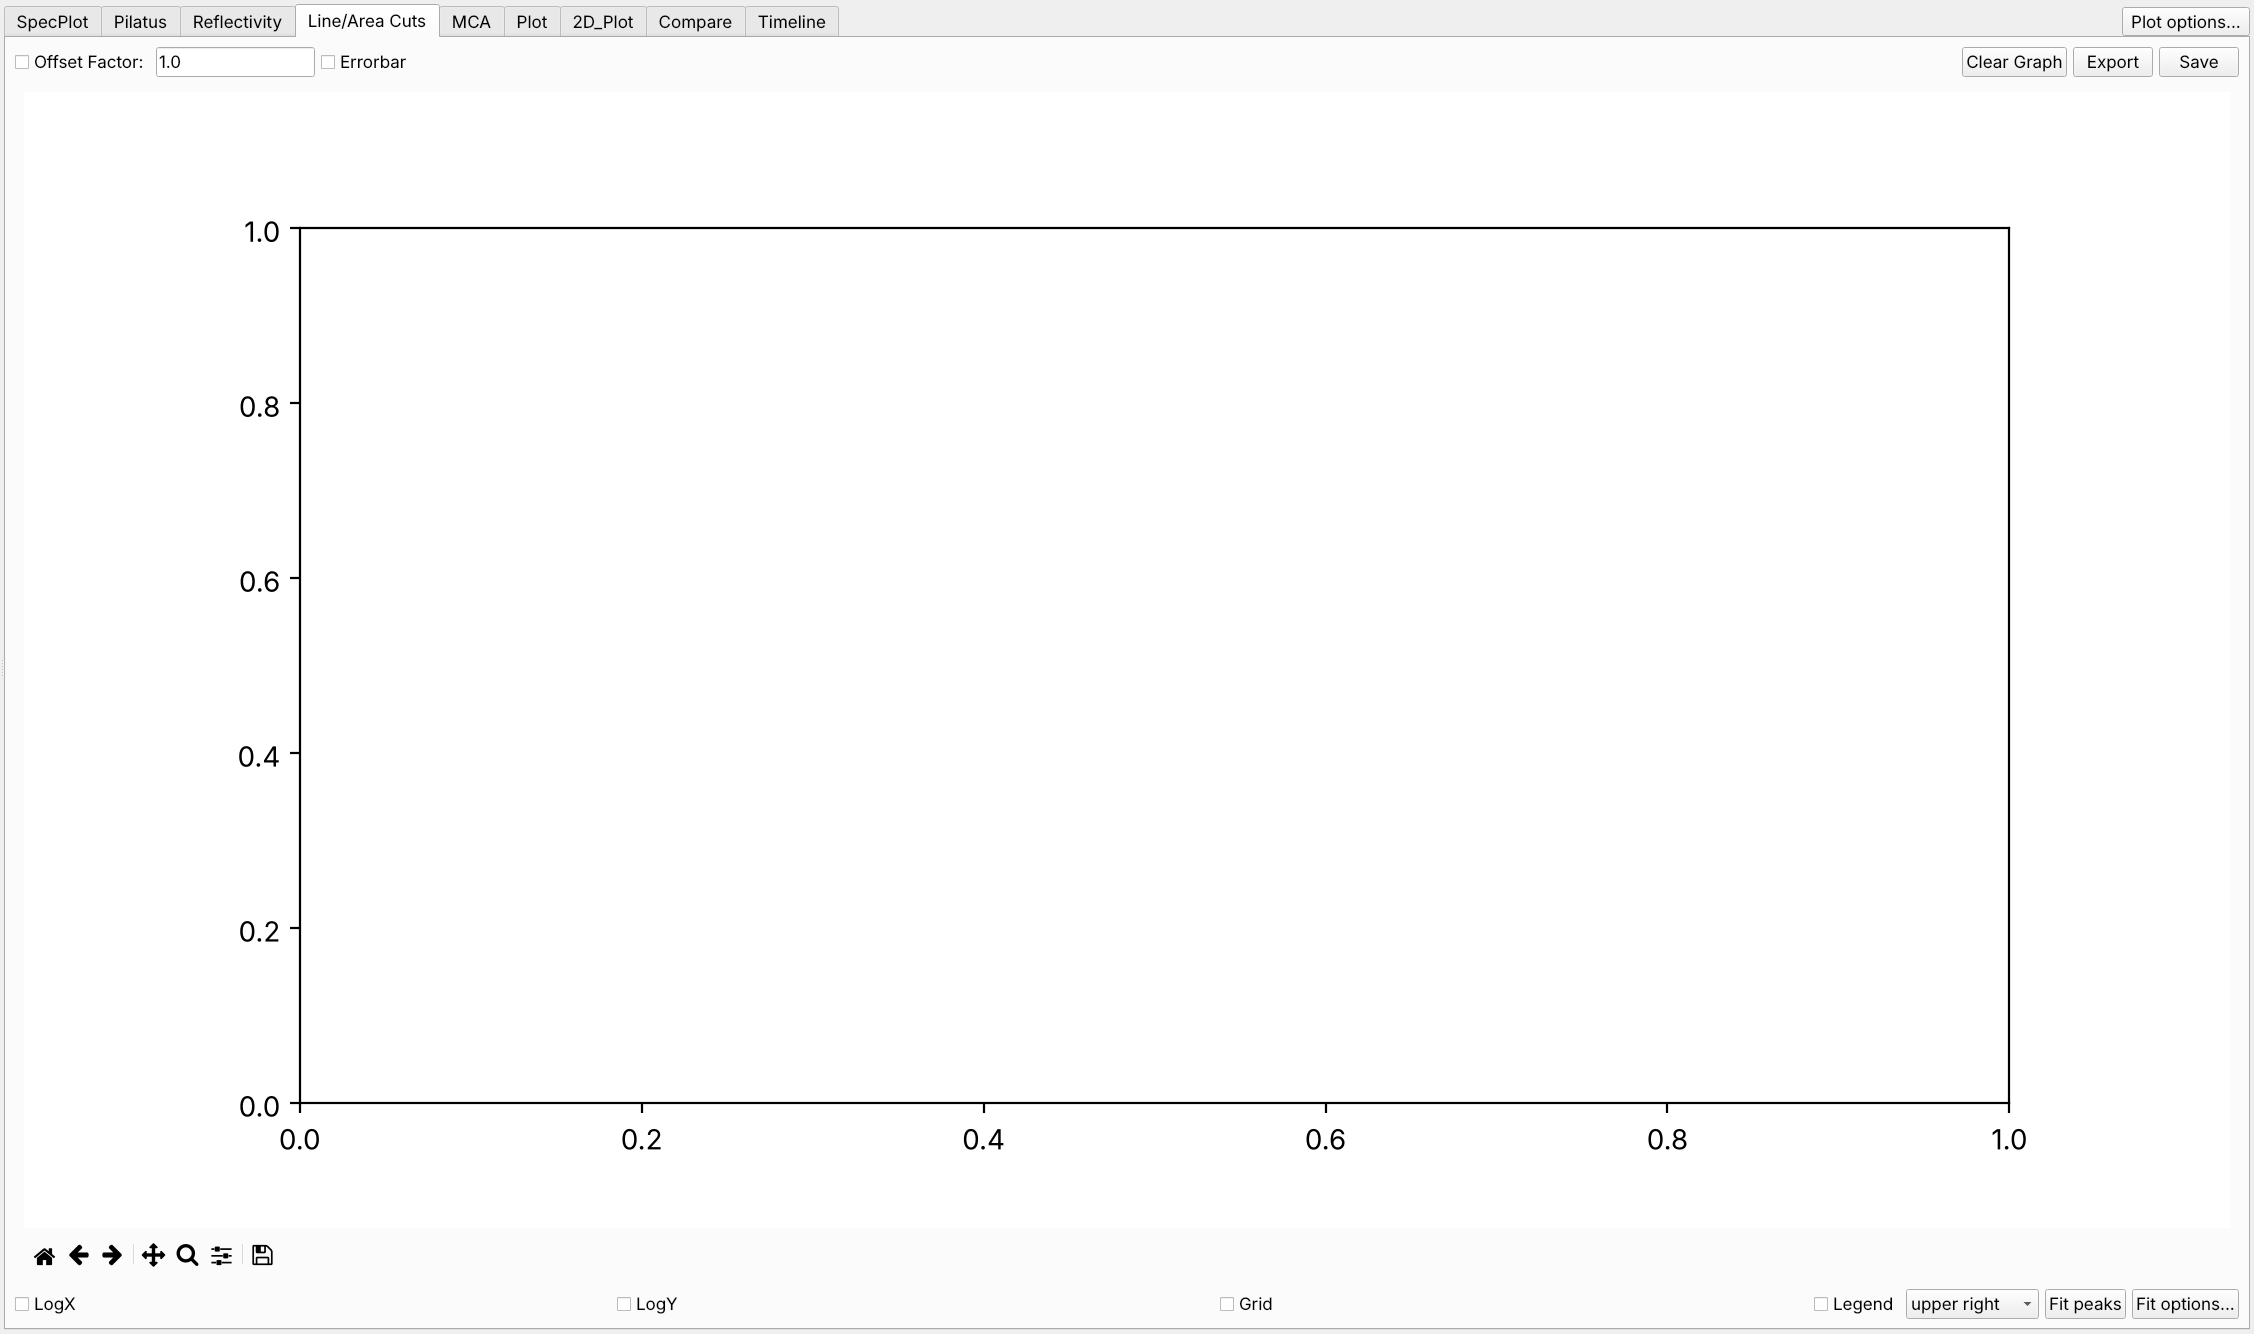 SpecPlot Pilatus Reflectivity Line/Area Cuts MCA Plot 2D_Plot Compare Timeline Plot options...
Offset Factor: 1.0 Errorbar Clear Graph Export Save
1.0
0.8
0.6
0.4
0.2
0.0
0.0 0.2 0.4 0.6 0.8 1.0
LogX LogY Grid Legend upper right Fit peaks Fit options...